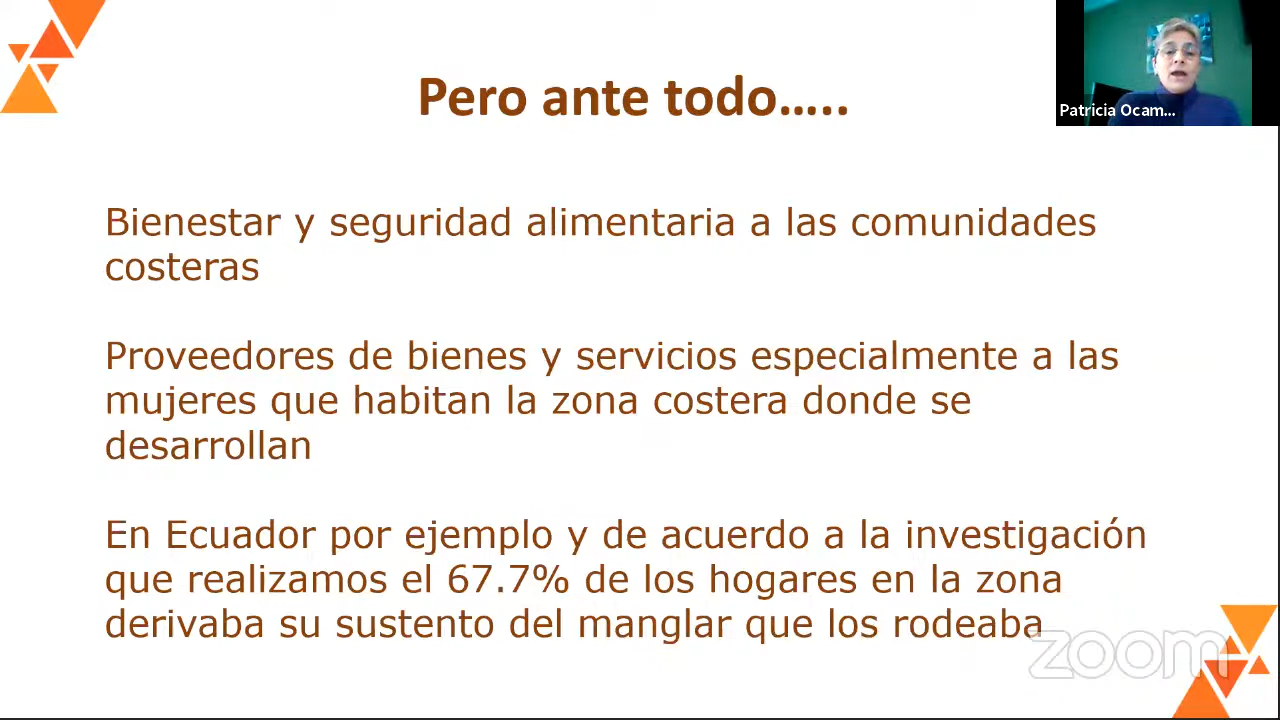 Pero ante todo…..
Patricia Ocam...
Bienestar y seguridad alimentaria a las comunidades
costeras
Proveedores de bienes y servicios especialmente a las
mujeres que habitan la zona costera donde se
desarrollan
En Ecuador por ejemplo y de acuerdo a la investigación
que realizamos el 67.7% de los hogares en la zona
derivaba su sustento del manglar que los rodeaba
zoom